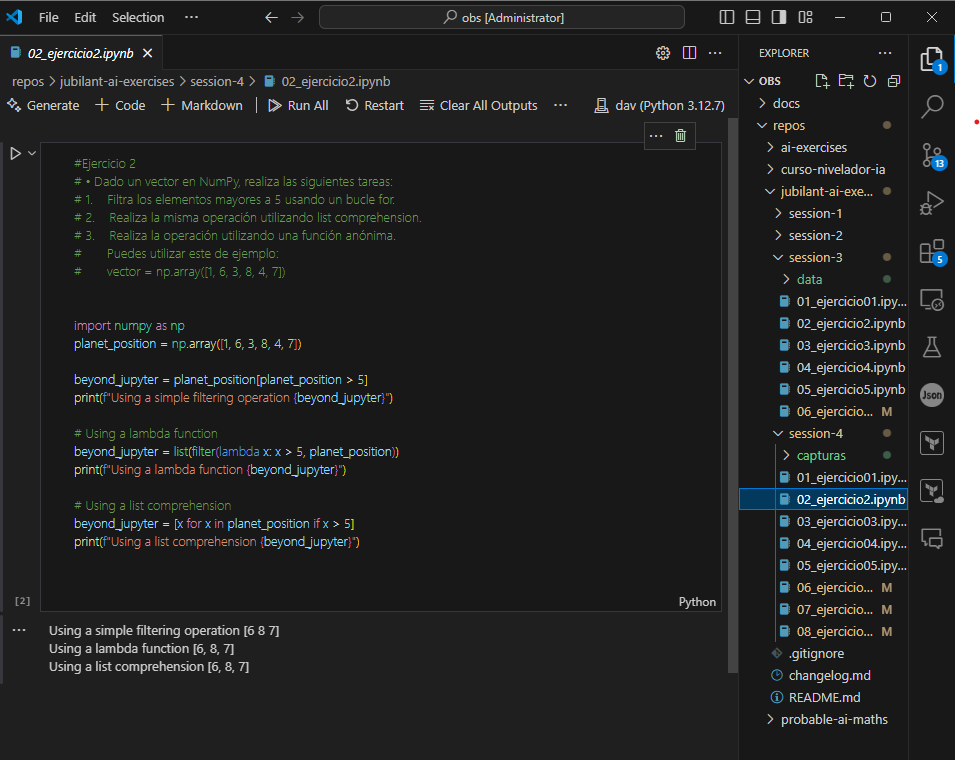 File Edit Selection ··· obs [Administrator]
02_ejercicio2.ipynb
repos > jubilant-ai-exercises > session-4 > 02_ejercicio2.ipynb
Generate + Code + Markdown Run All Restart Clear All Outputs ··· dav (Python 3.12.7)
#Ejercicio 2
# • Dado un vector en NumPy, realiza las siguientes tareas:
# 1. Filtra los elementos mayores a 5 usando un bucle for.
# 2. Realiza la misma operación utilizando list comprehension.
# 3. Realiza la operación utilizando una función anónima.
# Puedes utilizar este de ejemplo:
# vector = np.array([1, 6, 3, 8, 4, 7])
import numpy as np
planet_position = np.array([1, 6, 3, 8, 4, 7])
beyond_jupyter = planet_position[planet_position > 5]
print(f"Using a simple filtering operation {beyond_jupyter}")
# Using a lambda function
beyond_jupyter = list(filter(lambda x: x > 5, planet_position))
print(f"Using a lambda function {beyond_jupyter}")
# Using a list comprehension
beyond_jupyter = [x for x in planet_position if x > 5]
print(f"Using a list comprehension {beyond_jupyter}")
[2]
Python
Using a simple filtering operation [6 8 7]
Using a lambda function [6, 8, 7]
Using a list comprehension [6, 8, 7]
EXPLORER
OBS
docs
repos
ai-exercises
curso-nivelador-ia
jubilant-ai-exe...
session-1
session-2
session-3
data
01_ejercicio01.ipy...
02_ejercicio2.ipynb
03_ejercicio3.ipynb
04_ejercicio4.ipynb
05_ejercicio5.ipynb
06_ejercicio... M
session-4
capturas
01_ejercicio01.ipy...
02_ejercicio2.ipynb
03_ejercicio03.ipy...
04_ejercicio04.ipy...
05_ejercicio05.ipy...
06_ejercicio... M
07_ejercicio... M
08_ejercicio... M
.gitignore
changelog.md
README.md
probable-ai-maths
1
13
5
Json